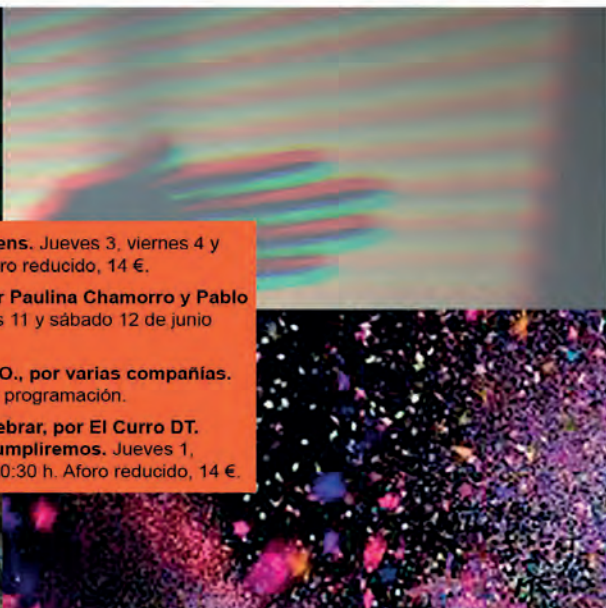 ens. Jueves 3, viernes 4 y
ro reducido, 14 €.
r Paulina Chamorro y Pablo
s 11 y sábado 12 de junio
O., por varias compañías.
programación.
ebrar, por El Curro DT.
umpliremos. Jueves 1,
0:30 h. Aforo reducido, 14 €.